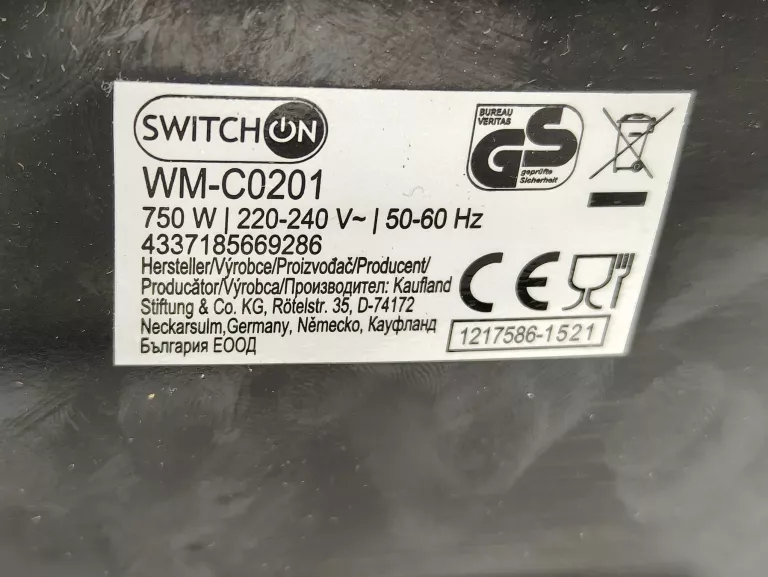 SWITCHON
BUREAU
VERITAS
GS
geprüfte
Sicherheit
WM-C0201
750 W | 220-240 V~ | 50-60 Hz
4337185669286
Hersteller/Výrobce/Proizvođač/Producent/
Producător/Výrobca/Производител: Kaufland
Stiftung & Co. KG, Rötelstr. 35, D-74172
Neckarsulm,Germany, Německo, Кауфланд
България ЕООД
CE
1217586-1521